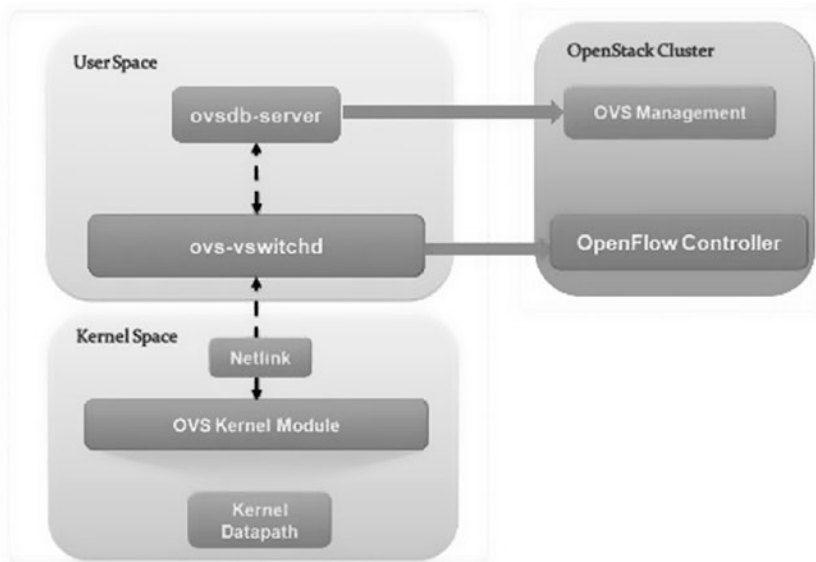 User Space
ovsdb-server
ovs-vswitchd
OpenStack Cluster
OVS Management
OpenFlow Controller
Kernel Space
Netlink
OVS Kernel Module
Kernel
Datapath